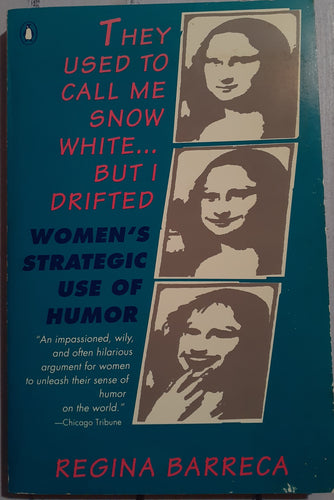 THEY
USED TO
CALL ME
SNOW
WHITE...
BUT I
DRIFTED
WOMEN'S
STRATEGIC
USE OF
HUMOR
"An impassioned, wily,
and often hilarious
argument for women
to unleash their sense of
humor
on the world."
—Chicago Tribune
REGINA BARRECA